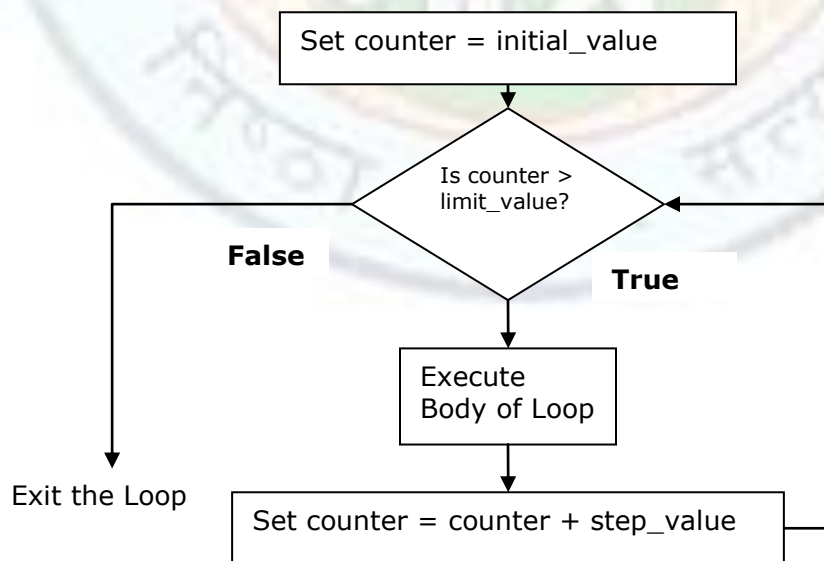 Set counter = initial_value
Is counter >
limit_value?
False
True
Execute
Body of Loop
Exit the Loop
Set counter = counter + step_value